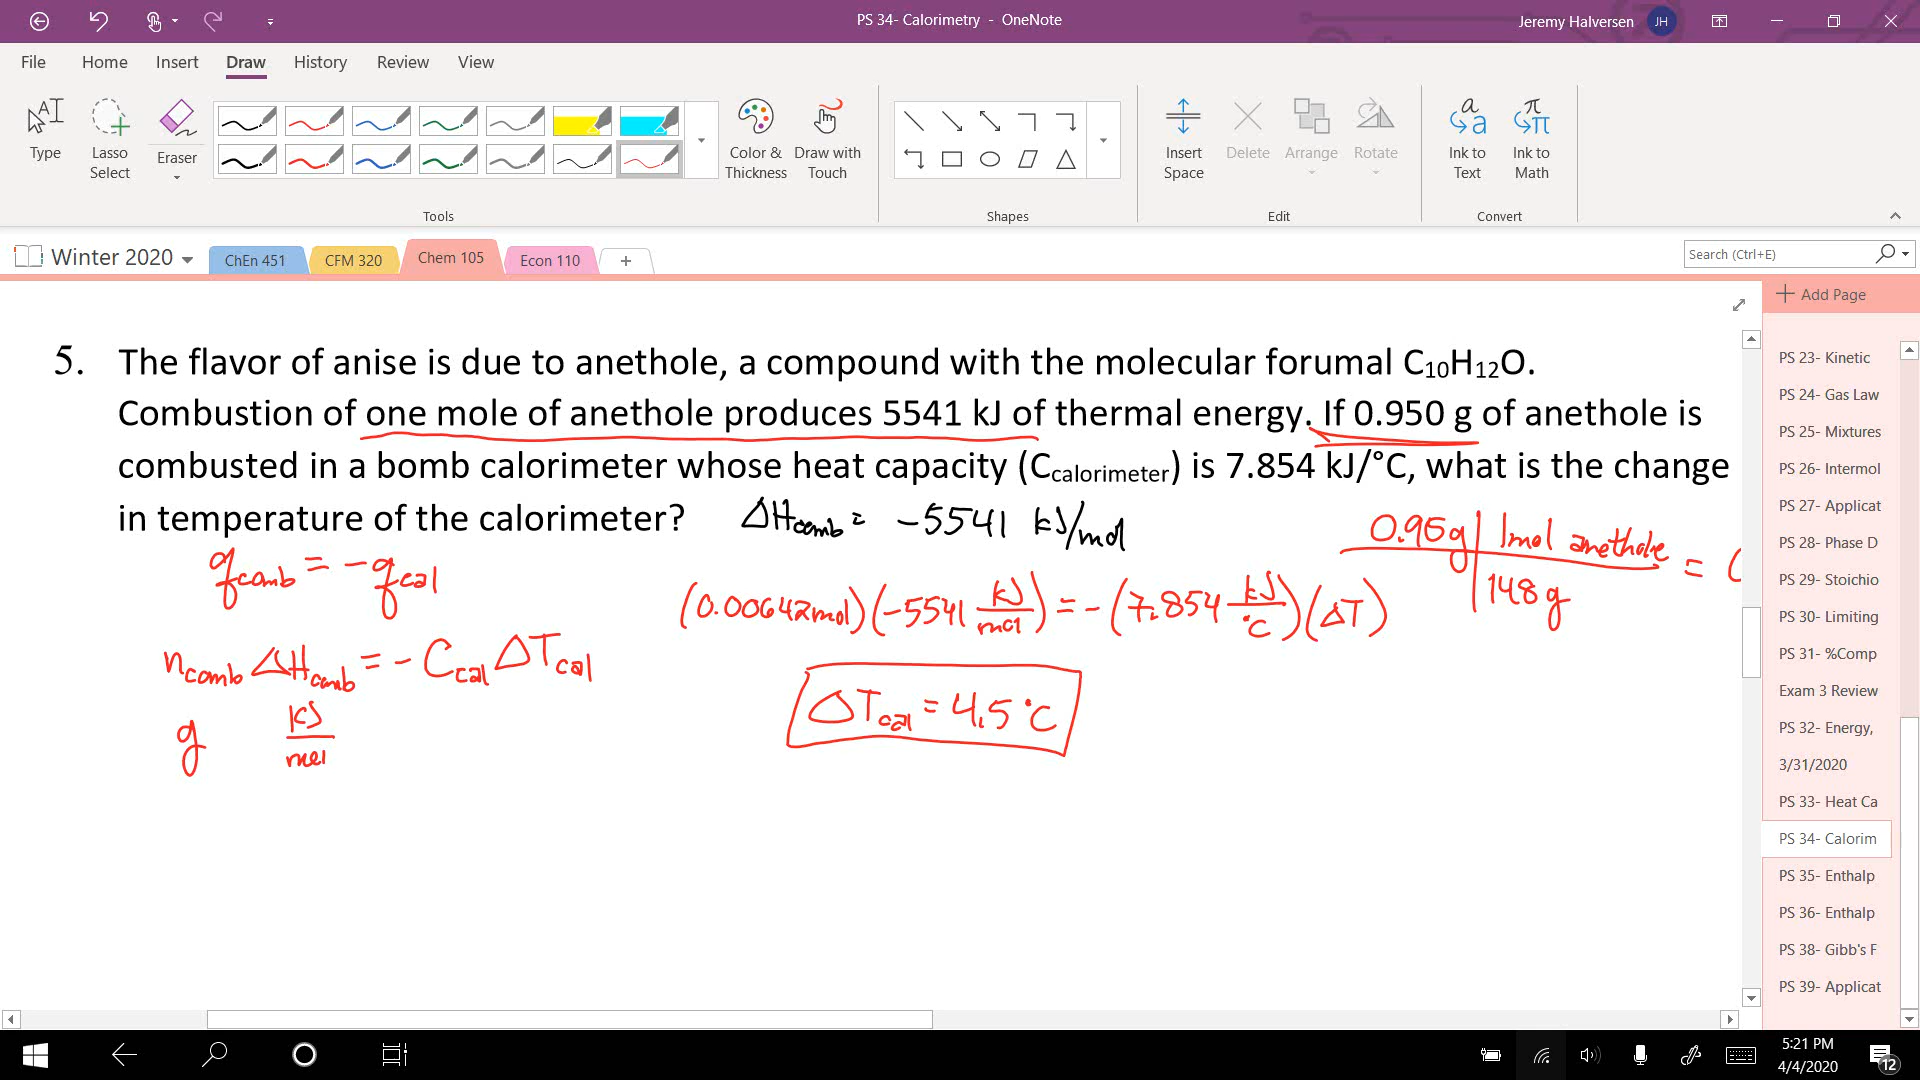 PS 34- Calorimetry - OneNote
Jeremy Halversen JH
File Home Insert Draw History Review View
Type
Lasso Select
Eraser
Color & Thickness
Draw with Touch
Insert Space
Delete
Arrange
Rotate
Ink to Text
Ink to Math
Tools
Shapes
Edit
Convert
Winter 2020
ChEn 451
CFM 320
Chem 105
Econ 110
+
Search (Ctrl+E)
Add Page
5. The flavor of anise is due to anethole, a compound with the molecular forumal C₁₀H₁₂O.
Combustion of one mole of anethole produces 5541 kJ of thermal energy. If 0.950 g of anethole is
combusted in a bomb calorimeter whose heat capacity (Ccalorimeter) is 7.854 kJ/°C, what is the change
in temperature of the calorimeter?
ΔHcomb = -5541 kJ/mol
0.95g | 1mol anethole =
148g
qcomb = -qcal
(0.00642mol)(-5541 kJ/mol) = -(7.854 kJ/°C)(ΔT)
ncomb ΔHcomb = - Ccal ΔTcal
g kJ/mol
ΔTcal = 4.5°C
PS 23- Kinetic
PS 24- Gas Law
PS 25- Mixtures
PS 26- Intermol
PS 27- Applicat
PS 28- Phase D
PS 29- Stoichio
PS 30- Limiting
PS 31- %Comp
Exam 3 Review
PS 32- Energy,
3/31/2020
PS 33- Heat Ca
PS 34- Calorim
PS 35- Enthalp
PS 36- Enthalp
PS 38- Gibb's F
PS 39- Applicat
5:21 PM
4/4/2020
12